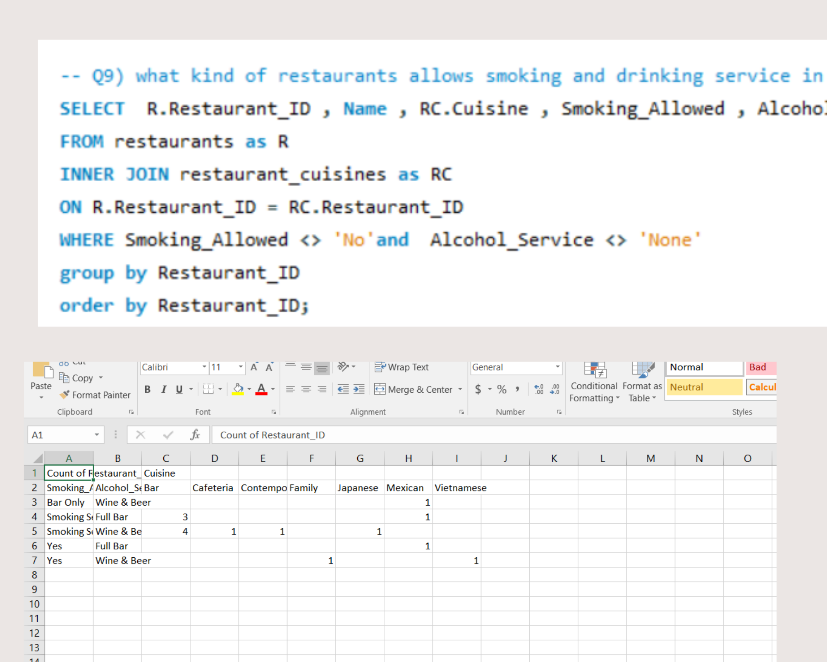 -- Q9) what kind of restaurants allows smoking and drinking service in
SELECT R.Restaurant_ID , Name , RC.Cuisine , Smoking_Allowed , Alcohol
FROM restaurants as R
INNER JOIN restaurant_cuisines as RC
ON R.Restaurant_ID = RC.Restaurant_ID
WHERE Smoking_Allowed <> 'No'and Alcohol_Service <> 'None'
group by Restaurant_ID
order by Restaurant_ID;
Calibri 11 A A Wrap Text General Normal Bad
Paste Copy Format Painter B I U A Merge & Center $ % , Conditional Formatting Format as Table Neutral Calcul
Clipboard Font Alignment Number Styles
A1 fx Count of Restaurant_ID
A B C D E F G H I J K L M N O
1 Count of Restaurant_ Cuisine
2 Smoking_A Alcohol_Se Bar Cafeteria Contempo Family Japanese Mexican Vietnamese
3 Bar Only Wine & Beer 1
4 Smoking Se Full Bar 3 1
5 Smoking Se Wine & Be 4 1 1 1
6 Yes Full Bar 1
7 Yes Wine & Beer 1 1
8
9
10
11
12
13
14